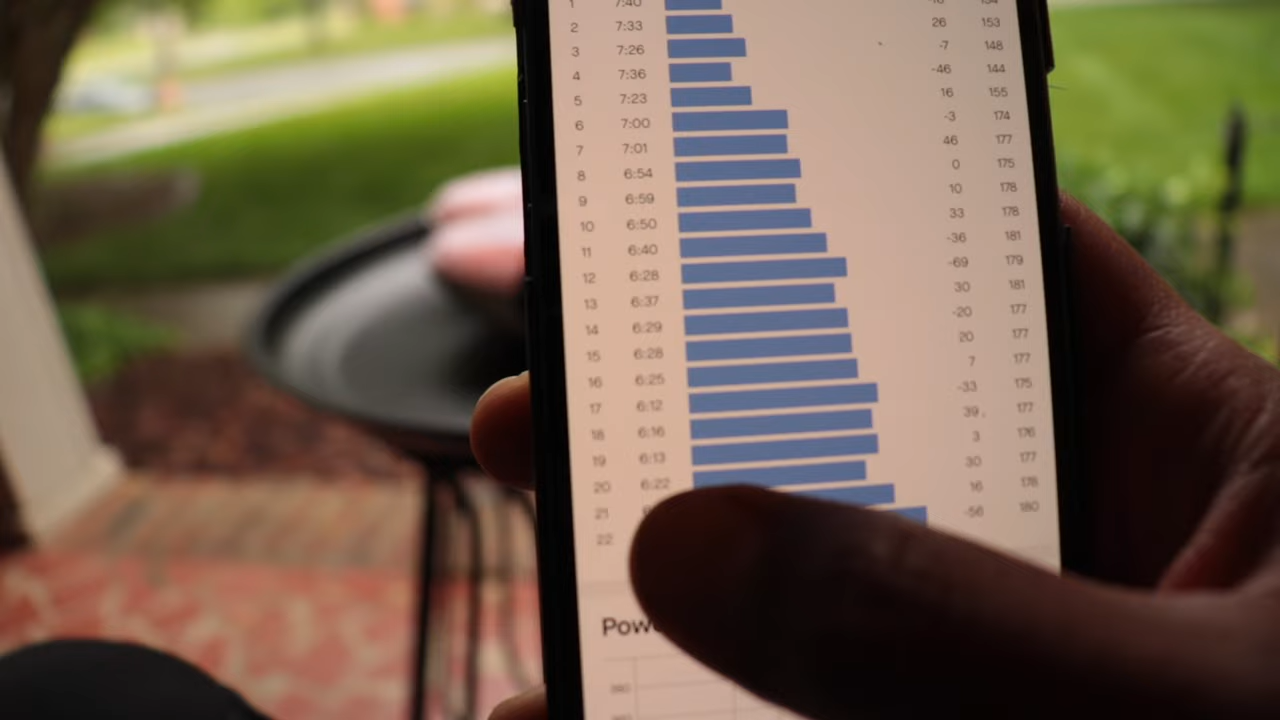 1 7:40
2 7:33 26 153
3 7:26 -7 148
4 7:36 -46 144
5 7:23 16 155
6 7:00 -3 174
7 7:01 46 177
8 6:54 0 175
9 6:59 10 178
10 6:50 33 178
11 6:40 -36 181
12 6:28 -69 179
13 6:37 30 181
14 6:29 -20 177
15 6:28 20 177
16 6:25 7 177
17 6:12 -33 175
18 6:16 39 177
19 6:13 3 176
20 6:22 30 177
21 16 178
22 -56 180